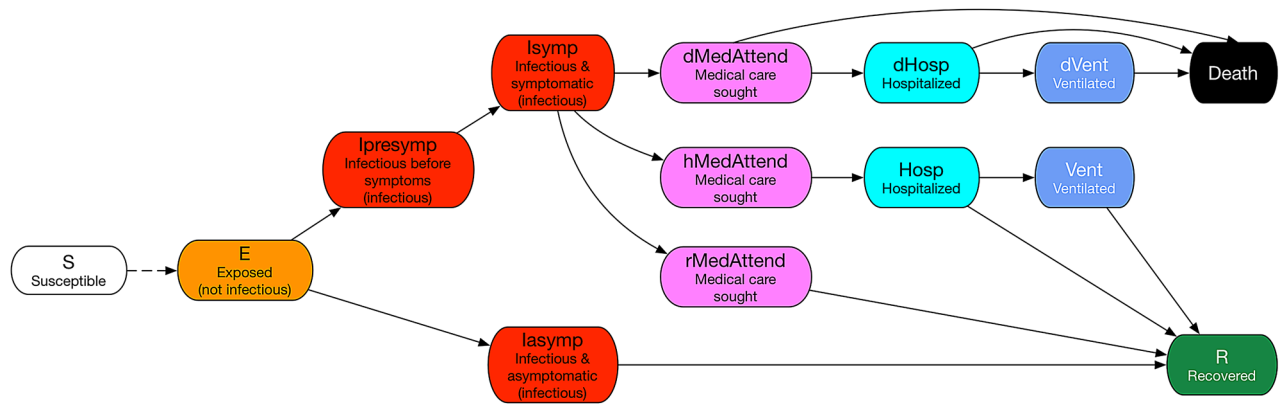 Isymp
Infectious &
symptomatic
(infectious)
dMedAttend
Medical care
sought
dHosp
Hospitalized
dVent
Ventilated
Death
Ipresymp
Infectious before
symptoms
(infectious)
hMedAttend
Medical care
sought
Hosp
Hospitalized
Vent
Ventilated
S
Susceptible
E
Exposed
(not infectious)
rMedAttend
Medical care
sought
Iasymp
Infectious &
asymptomatic
(infectious)
R
Recovered